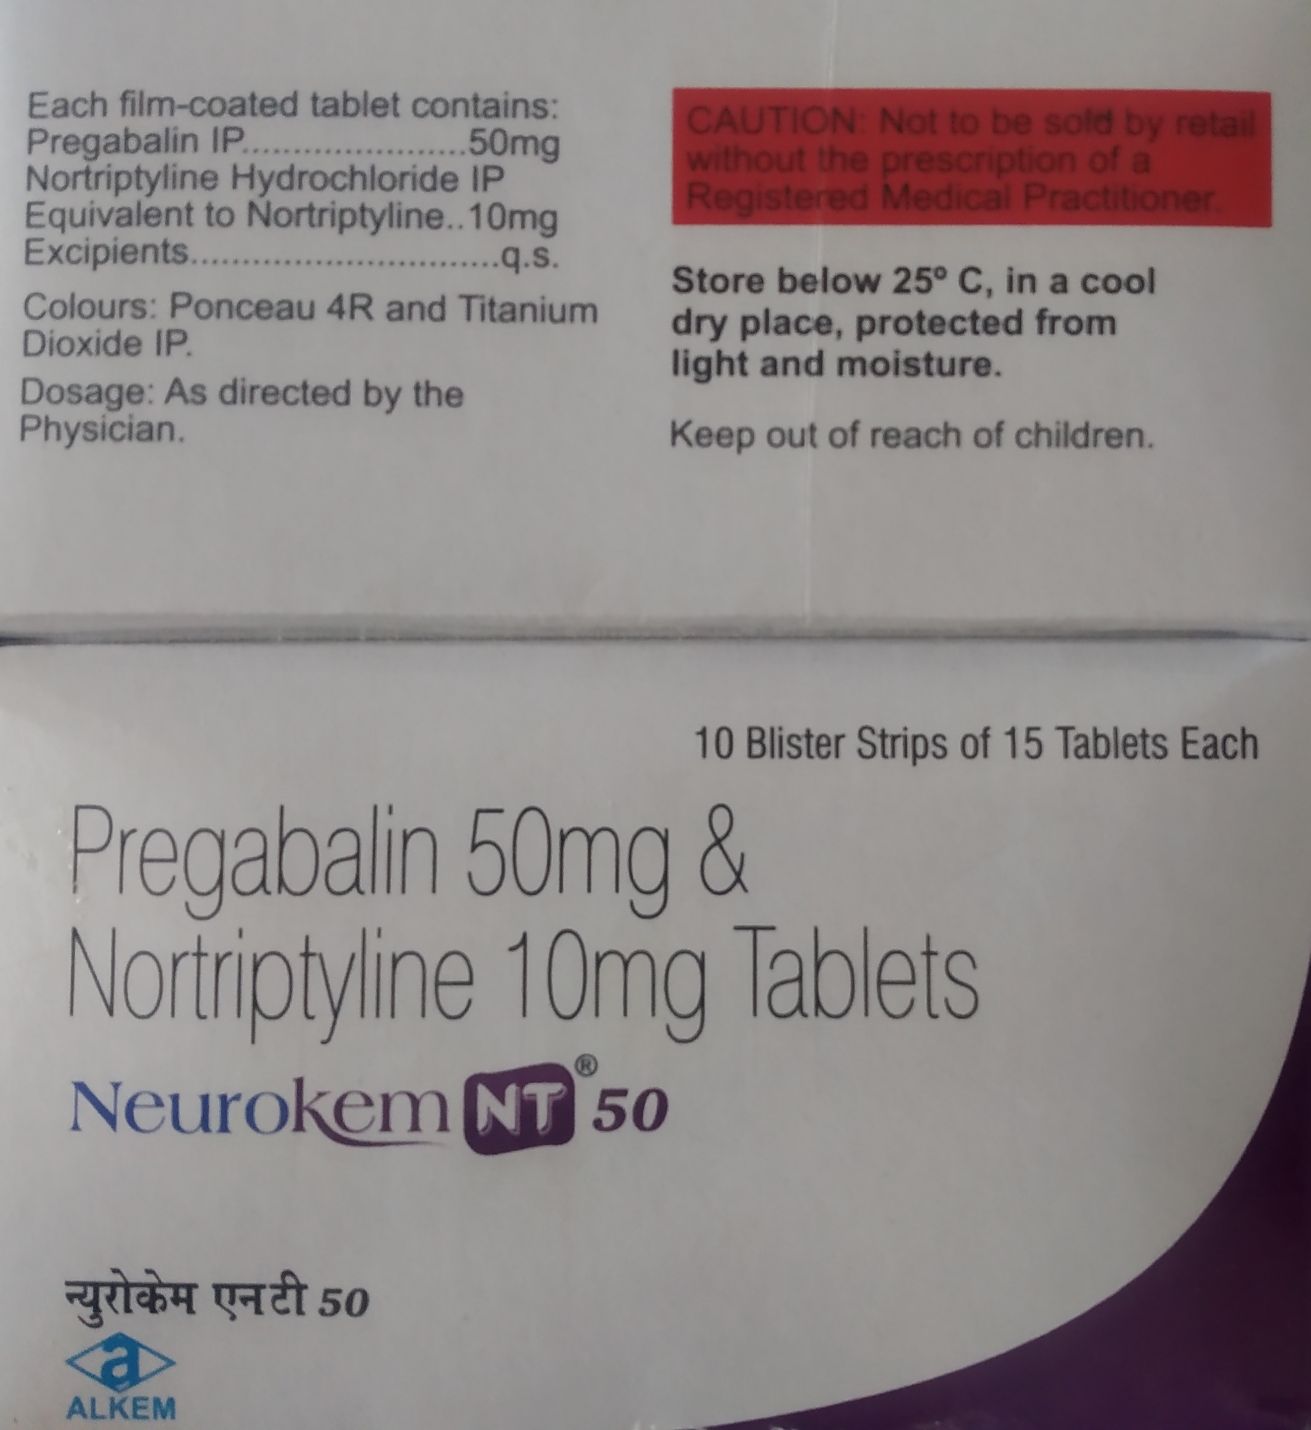 Each film-coated tablet contains:
Pregabalin IP......................50mg
Nortriptyline Hydrochloride IP
Equivalent to Nortriptyline..10mg
Excipients..............................q.s.
Colours: Ponceau 4R and Titanium
Dioxide IP.
Dosage: As directed by the
Physician.
CAUTION: Not to be sold by retail
without the prescription of a
Registered Medical Practitioner.
Store below 25º C, in a cool
dry place, protected from
light and moisture.
Keep out of reach of children.
10 Blister Strips of 15 Tablets Each
Pregabalin 50mg &
Nortriptyline 10mg Tablets
Neurokem NT® 50
न्युरोकेम एनटी 50
a
ALKEM